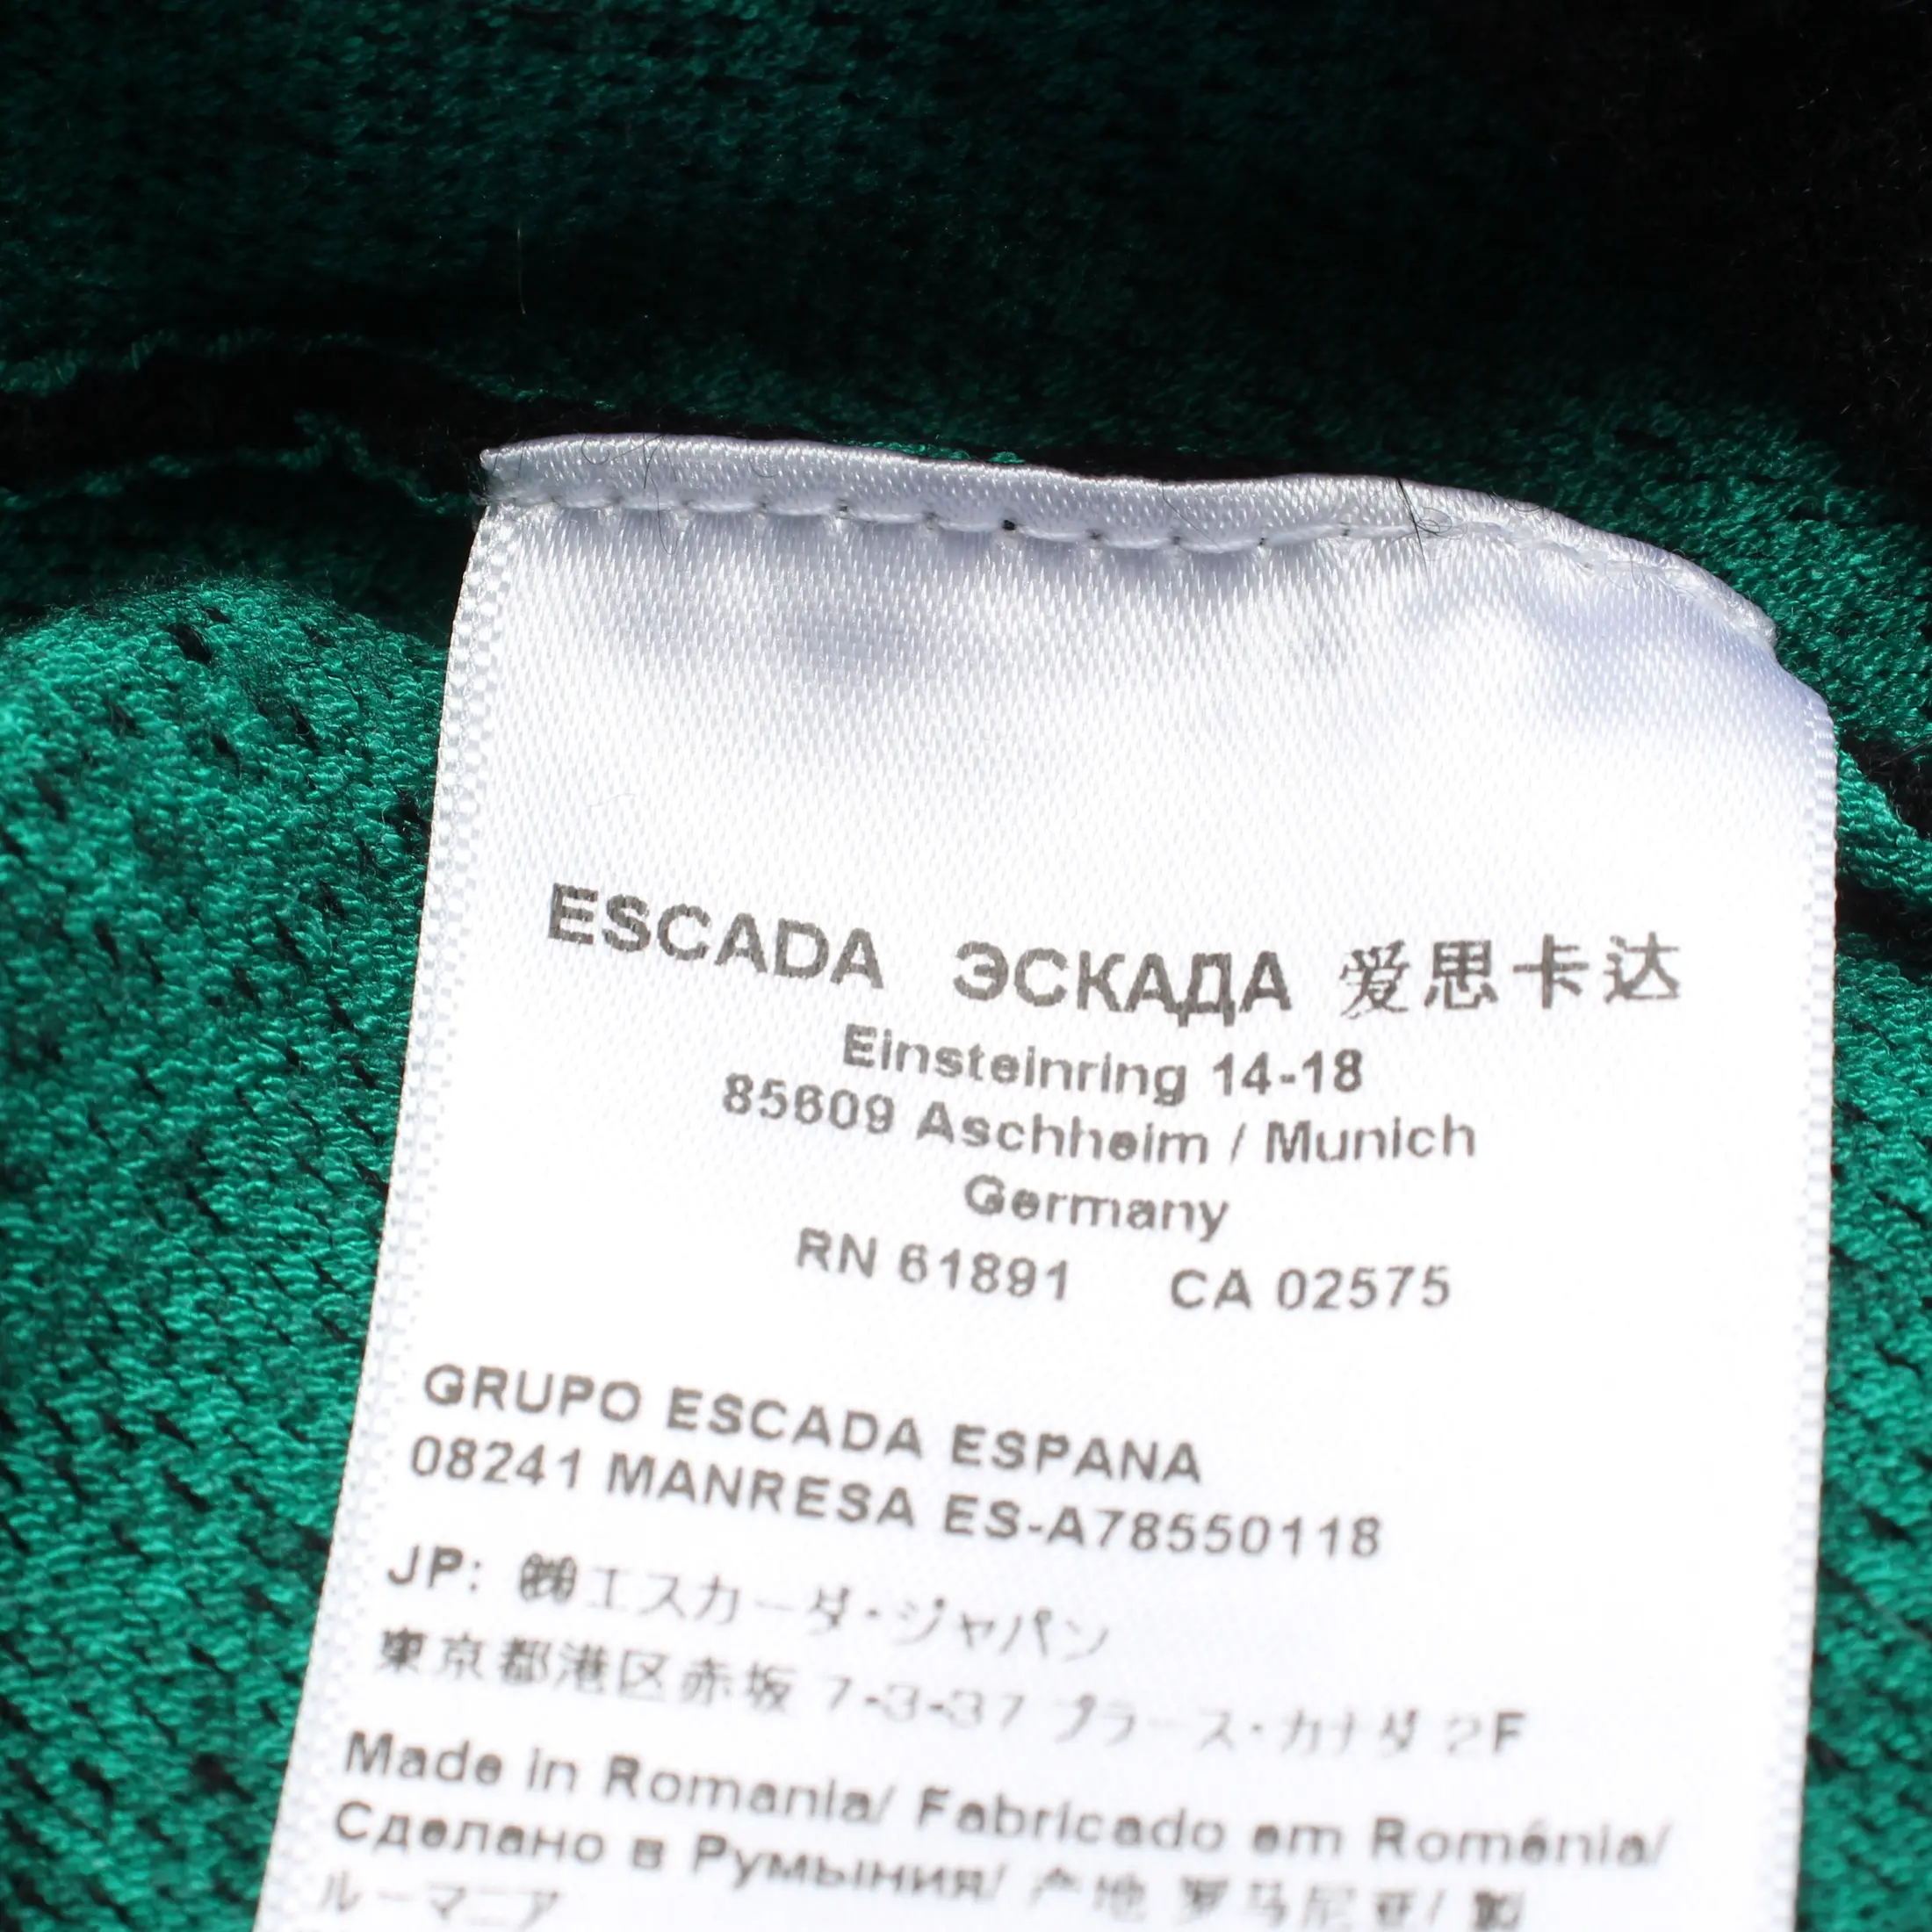 ESCADA ЭСКАДА 爱思卡达
Einsteinring 14-18
85609 Aschheim / Munich
Germany
RN 61891 CA 02575
GRUPO ESCADA ESPANA
08241 MANRESA ES-A78550118
JP: ㈱エスカーダ・ジャパン
東京都港区赤坂 7-3-37 プラース・カナダ 2F
Made in Romania/ Fabricado em Roménia/
Сделано в Румыния/ 产地 罗马尼亚/ 製
ルーマニア